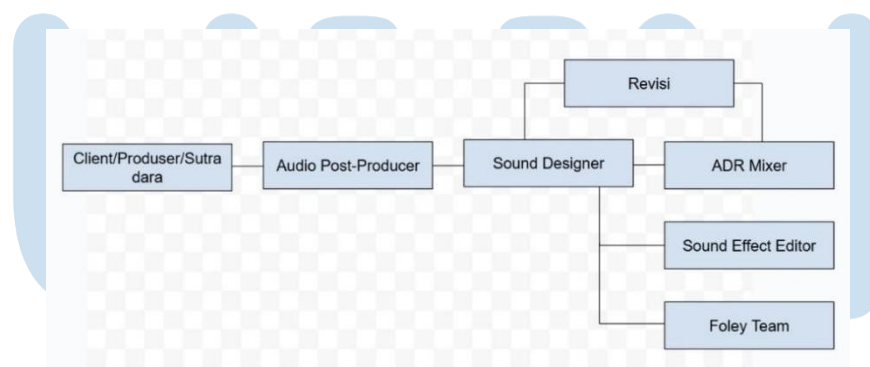 Revisi
Client/Produser/Sutra
dara
Audio Post-Producer
Sound Designer
ADR Mixer
Sound Effect Editor
Foley Team